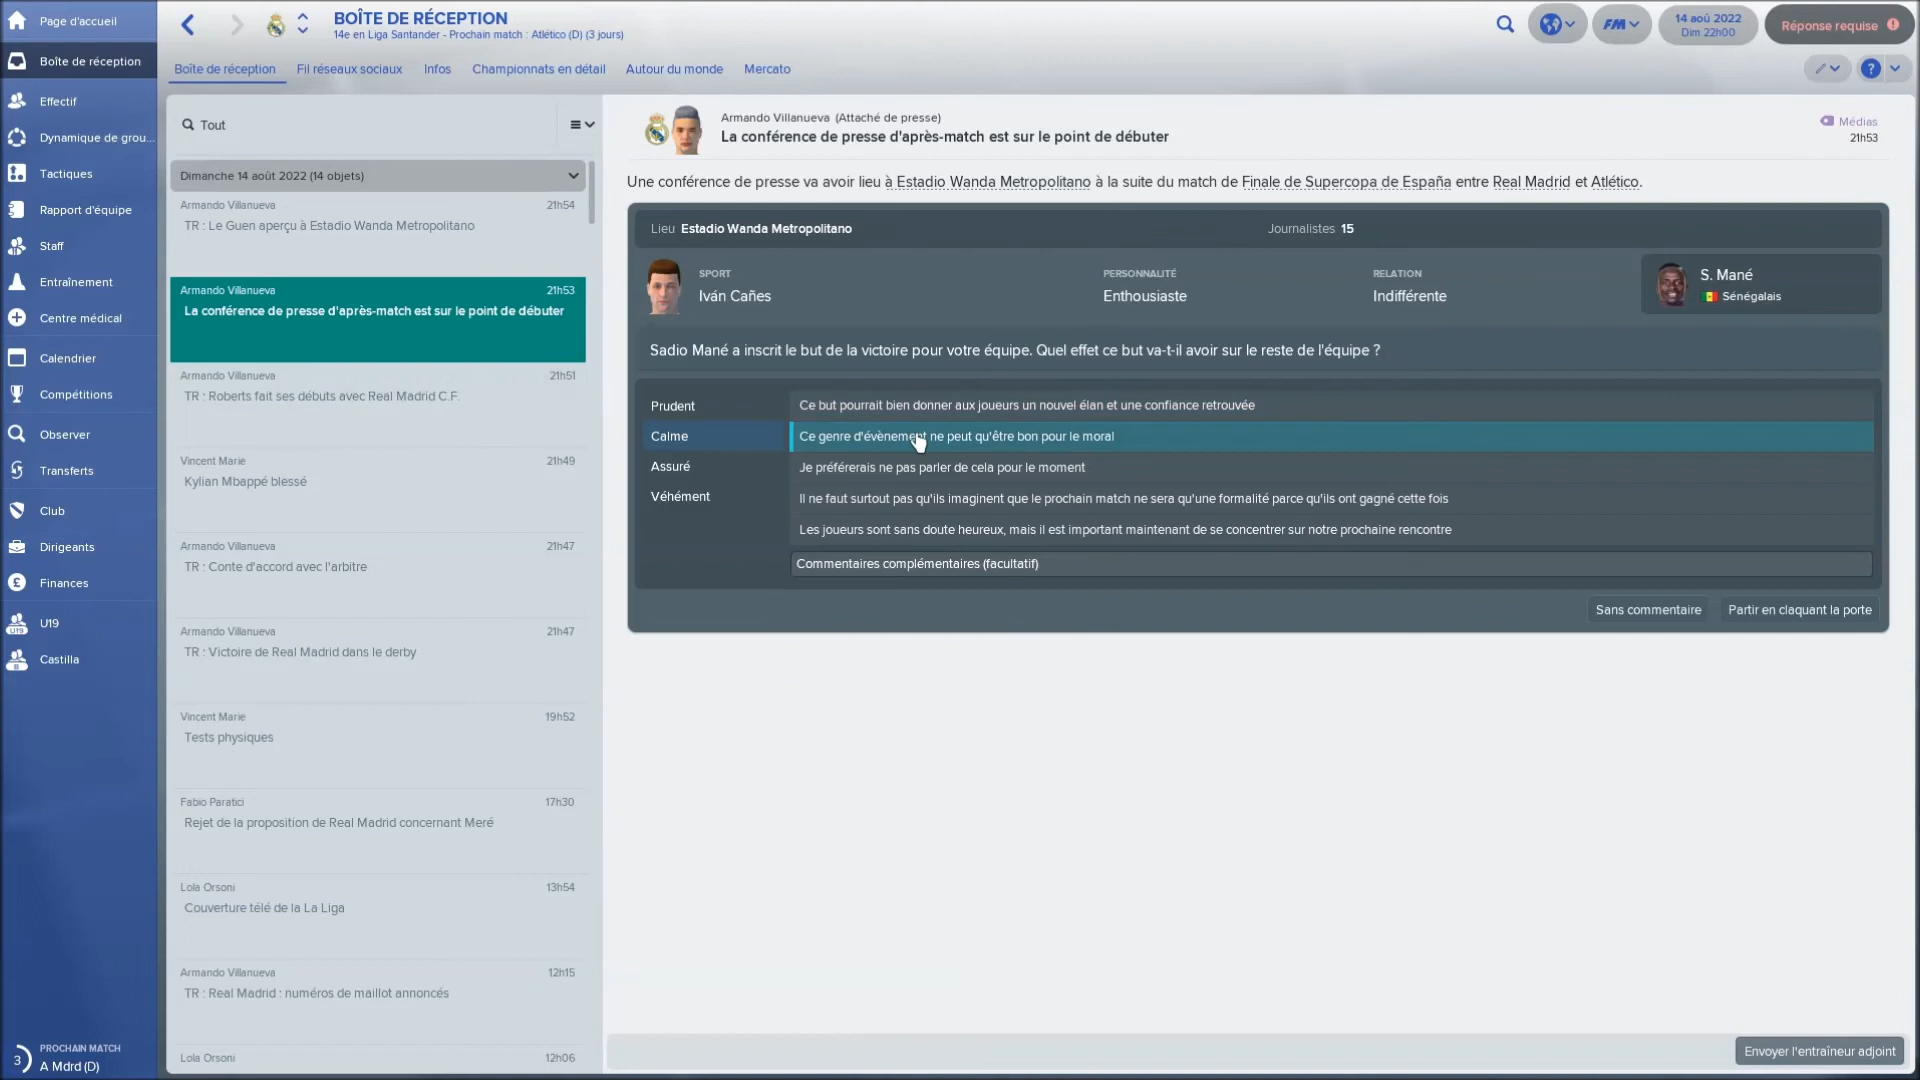 Page d'accueil
BOÎTE DE RÉCEPTION
14e en Liga Santander - Prochain match : Atlético (D) (3 jours)
FM
14 aoû 2022
Dim 22h00
Réponse requise
Boîte de réception
Effectif
Dynamique de grou...
Tactiques
Rapport d'équipe
Staff
Entraînement
Centre médical
Calendrier
Compétitions
Observer
Transferts
Club
Dirigeants
Finances
U19
U19
Castilla
3
PROCHAIN MATCH
A Mdrd (D)
Boîte de réception
Fil réseaux sociaux
Infos
Championnats en détail
Autour du monde
Mercato
?
Tout
Dimanche 14 août 2022 (14 objets)
Armando Villanueva 21h54
TR : Le Guen aperçu à Estadio Wanda Metropolitano
Armando Villanueva 21h53
La conférence de presse d'après-match est sur le point de débuter
Armando Villanueva 21h51
TR : Roberts fait ses débuts avec Real Madrid C.F.
Vincent Marie 21h49
Kylian Mbappé blessé
Armando Villanueva 21h47
TR : Conte d'accord avec l'arbitre
Armando Villanueva 21h47
TR : Victoire de Real Madrid dans le derby
Vincent Marie 19h52
Tests physiques
Fabio Paratici 17h30
Rejet de la proposition de Real Madrid concernant Meré
Lola Orsoni 13h54
Couverture télé de la La Liga
Armando Villanueva 12h15
TR : Real Madrid : numéros de maillot annoncés
Lola Orsoni 12h06
Armando Villanueva (Attaché de presse)
La conférence de presse d'après-match est sur le point de débuter
Médias
21h53
Une conférence de presse va avoir lieu à Estadio Wanda Metropolitano à la suite du match de Finale de Supercopa de España entre Real Madrid et Atlético.
Lieu Estadio Wanda Metropolitano
Journalistes 15
SPORT
Iván Cañes
PERSONNALITÉ
Enthousiaste
RELATION
Indifférente
S. Mané
Sénégalais
Sadio Mané a inscrit le but de la victoire pour votre équipe. Quel effet ce but va-t-il avoir sur le reste de l'équipe ?
Prudent
Calme
Assuré
Véhément
Ce but pourrait bien donner aux joueurs un nouvel élan et une confiance retrouvée
Ce genre d'évènement ne peut qu'être bon pour le moral
Je préférerais ne pas parler de cela pour le moment
Il ne faut surtout pas qu'ils imaginent que le prochain match ne sera qu'une formalité parce qu'ils ont gagné cette fois
Les joueurs sont sans doute heureux, mais il est important maintenant de se concentrer sur notre prochaine rencontre
Commentaires complémentaires (facultatif)
Sans commentaire
Partir en claquant la porte
Envoyer l'entraîneur adjoint